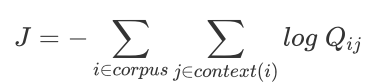 J = − ∑_{i∈corpus} ∑_{j∈context(i)} log Q_{ij}